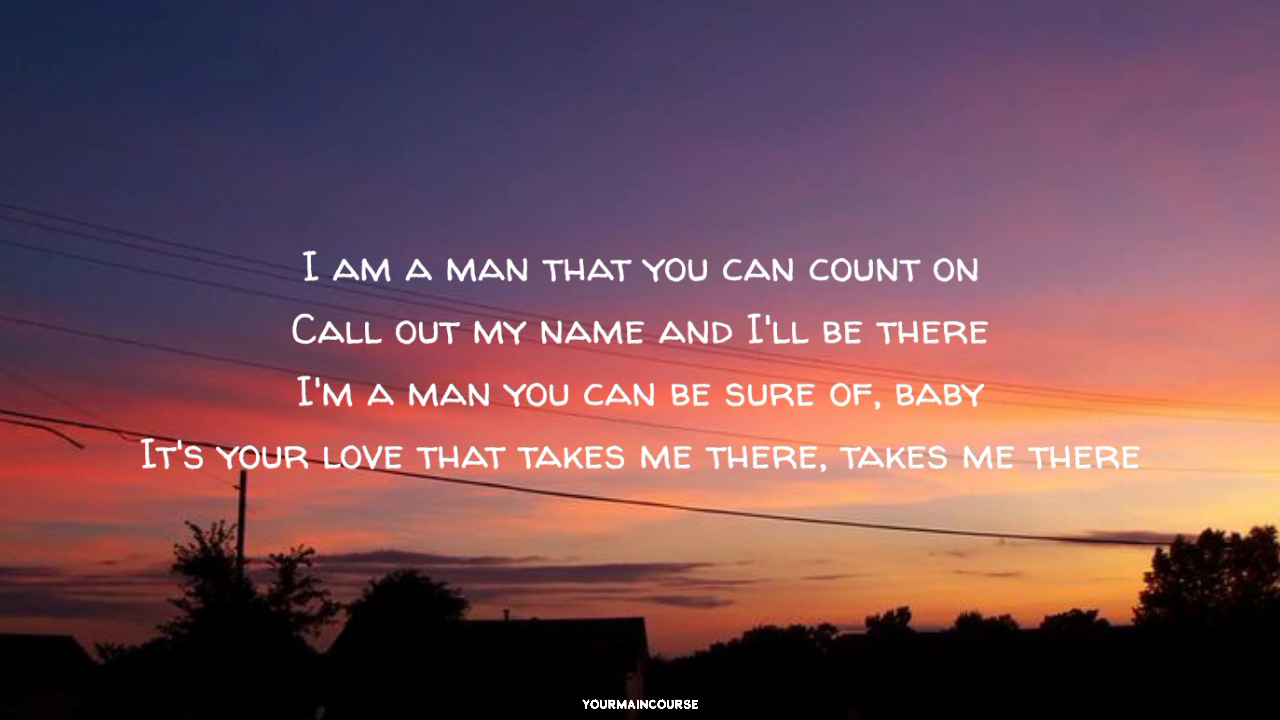 I am a man that you can count on
Call out my name and I'll be there
I'm a man you can be sure of, baby
It's your love that takes me there, takes me there
YOURMAINCOURSE